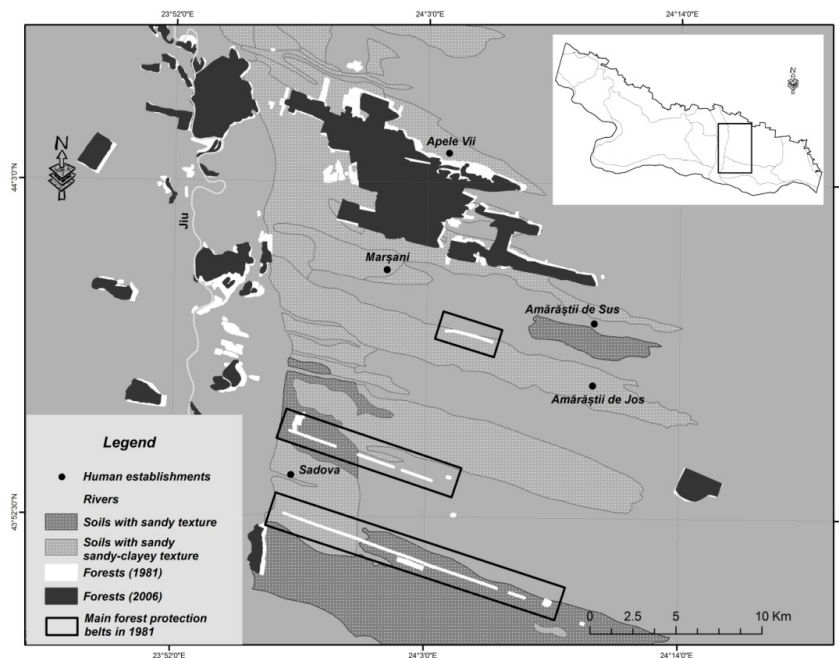 23°52'0"E
24°3'0"E
24°14'0"E
N
N
Apele Vii
44°3'0"N
Jiu
Marşani
Amărăştii de Sus
Amărăştii de Jos
Legend
Human establishments
Rivers
Soils with sandy texture
Soils with sandy
sandy-clayey texture
Forests (1981)
Forests (2006)
Main forest protection
belts in 1981
Sadova
43°52'30"N
0 2.5 5 10 Km
23°52'0"E
24°3'0"E
24°14'0"E